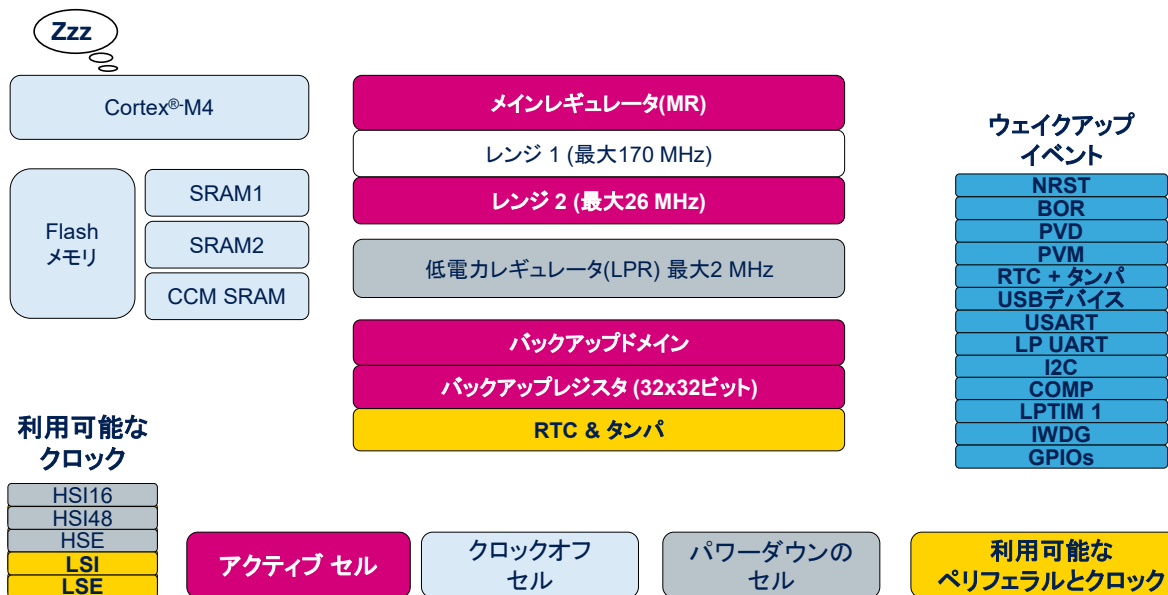 Zzz
Cortex®-M4
Flash
メモリ
SRAM1
SRAM2
CCM SRAM
メインレギュレータ(MR)
レンジ 1 (最大170 MHz)
レンジ 2 (最大26 MHz)
低電力レギュレータ(LPR) 最大2 MHz
バックアップドメイン
バックアップレジスタ (32x32ビット)
RTC & タンパ
ウェイクアップ
イベント
NRST
BOR
PVD
PVM
RTC + タンパ
USBデバイス
USART
LP UART
I2C
COMP
LPTIM 1
IWDG
GPIOs
利用可能な
クロック
HSI16
HSI48
HSE
LSI
LSE
アクティブ セル
クロックオフ
セル
パワーダウンの
セル
利用可能な
ペリフェラルとクロック